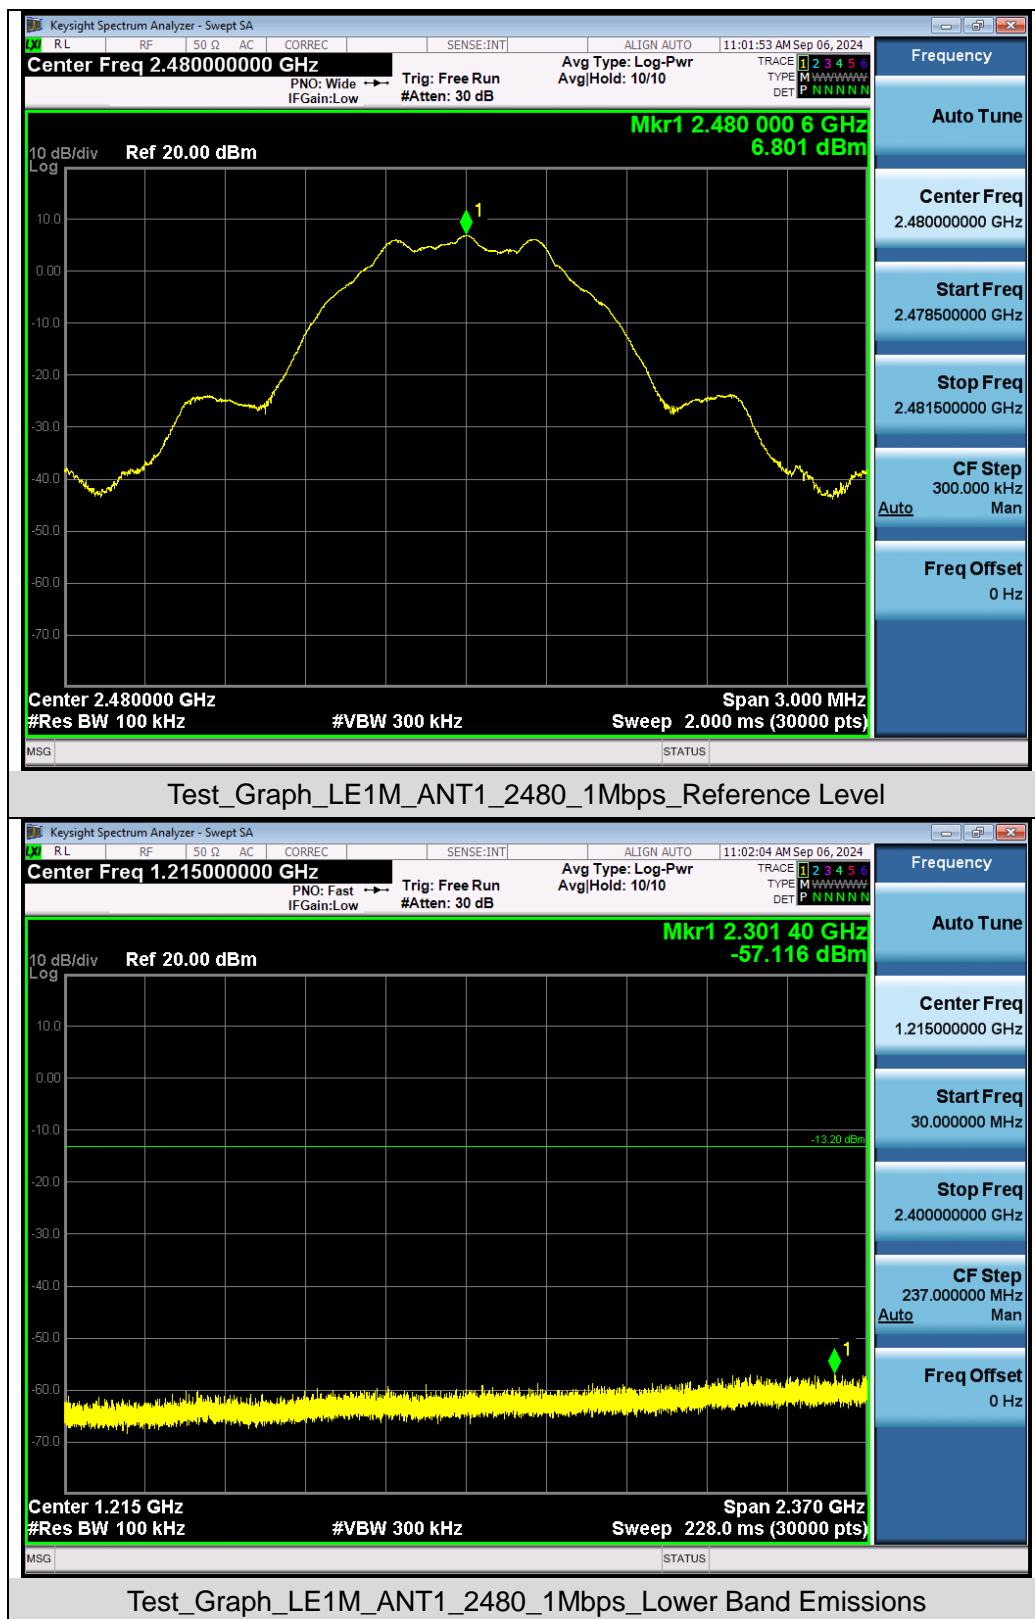 Keysight Spectrum Analyzer - Swept SA
LXI RL RF 50 Ω AC CORREC SENSE:INT ALIGN AUTO 11:01:53 AM Sep 06, 2024
Center Freq 2.480000000 GHz
PNO: Wide
IFGain:Low
Trig: Free Run
#Atten: 30 dB
Avg Type: Log-Pwr
Avg|Hold: 10/10
TRACE 1 2 3 4 5 6
TYPE M WWWWW
DET P N N N N N
Mkr1 2.480 000 6 GHz
6.801 dBm
10 dB/div Ref 20.00 dBm
Log
1
10.0
0.00
-10.0
-20.0
-30.0
-40.0
-50.0
-60.0
-70.0
Center 2.480000 GHz Span 3.000 MHz
#Res BW 100 kHz #VBW 300 kHz Sweep 2.000 ms (30000 pts)
MSG STATUS
Frequency
Auto Tune
Center Freq
2.480000000 GHz
Start Freq
2.478500000 GHz
Stop Freq
2.481500000 GHz
CF Step
300.000 kHz
Auto Man
Freq Offset
0 Hz
Test_Graph_LE1M_ANT1_2480_1Mbps_Reference Level
Keysight Spectrum Analyzer - Swept SA
LXI RL RF 50 Ω AC CORREC SENSE:INT ALIGN AUTO 11:02:04 AM Sep 06, 2024
Center Freq 1.215000000 GHz
PNO: Fast
IFGain:Low
Trig: Free Run
#Atten: 30 dB
Avg Type: Log-Pwr
Avg|Hold: 10/10
TRACE 1 2 3 4 5 6
TYPE M WWWWW
DET P N N N N N
Mkr1 2.301 40 GHz
-57.116 dBm
10 dB/div Ref 20.00 dBm
Log
10.0
0.00
-10.0
-13.20 dBm
-20.0
-30.0
-40.0
-50.0
1
-60.0
-70.0
Center 1.215 GHz Span 2.370 GHz
#Res BW 100 kHz #VBW 300 kHz Sweep 228.0 ms (30000 pts)
MSG STATUS
Frequency
Auto Tune
Center Freq
1.215000000 GHz
Start Freq
30.000000 MHz
Stop Freq
2.400000000 GHz
CF Step
237.000000 MHz
Auto Man
Freq Offset
0 Hz
Test_Graph_LE1M_ANT1_2480_1Mbps_Lower Band Emissions